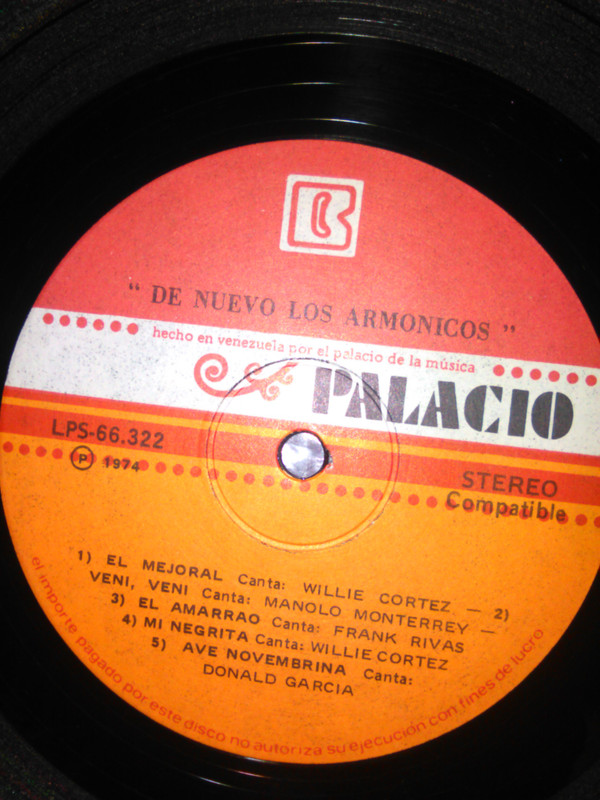 " DE NUEVO LOS ARMONICOS "
hecho en venezuela por el palacio de la música
PALACIO
LPS-66.322
STEREO
P 1974
Compatible
1) EL MEJORAL Canta: WILLIE CORTEZ — 2)
VENI, VENI Canta: MANOLO MONTERREY —
3) EL AMARRAO Canta: FRANK RIVAS
4) MI NEGRITA Canta: WILLIE CORTEZ
5) AVE NOVEMBRINA Canta:
DONALD GARCIA
el importe pagado por este disco no autoriza su ejecución con fines de lucro